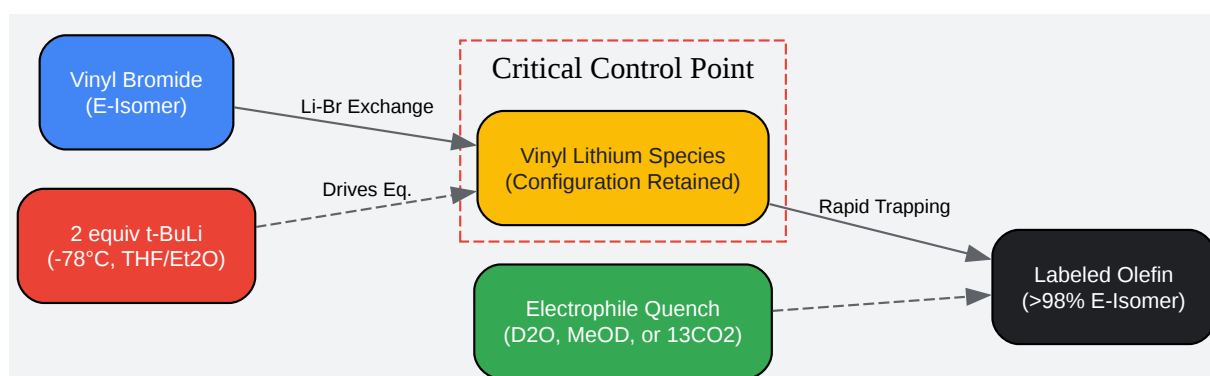 Vinyl Bromide
(E-Isomer)
Li-Br Exchange
Critical Control Point
Vinyl Lithium Species
(Configuration Retained)
2 equiv t-BuLi
(-78°C, THF/Et2O)
Drives Eq.
Rapid Trapping
Electrophile Quench
(D2O, MeOD, or 13CO2)
Labeled Olefin
(>98% E-Isomer)